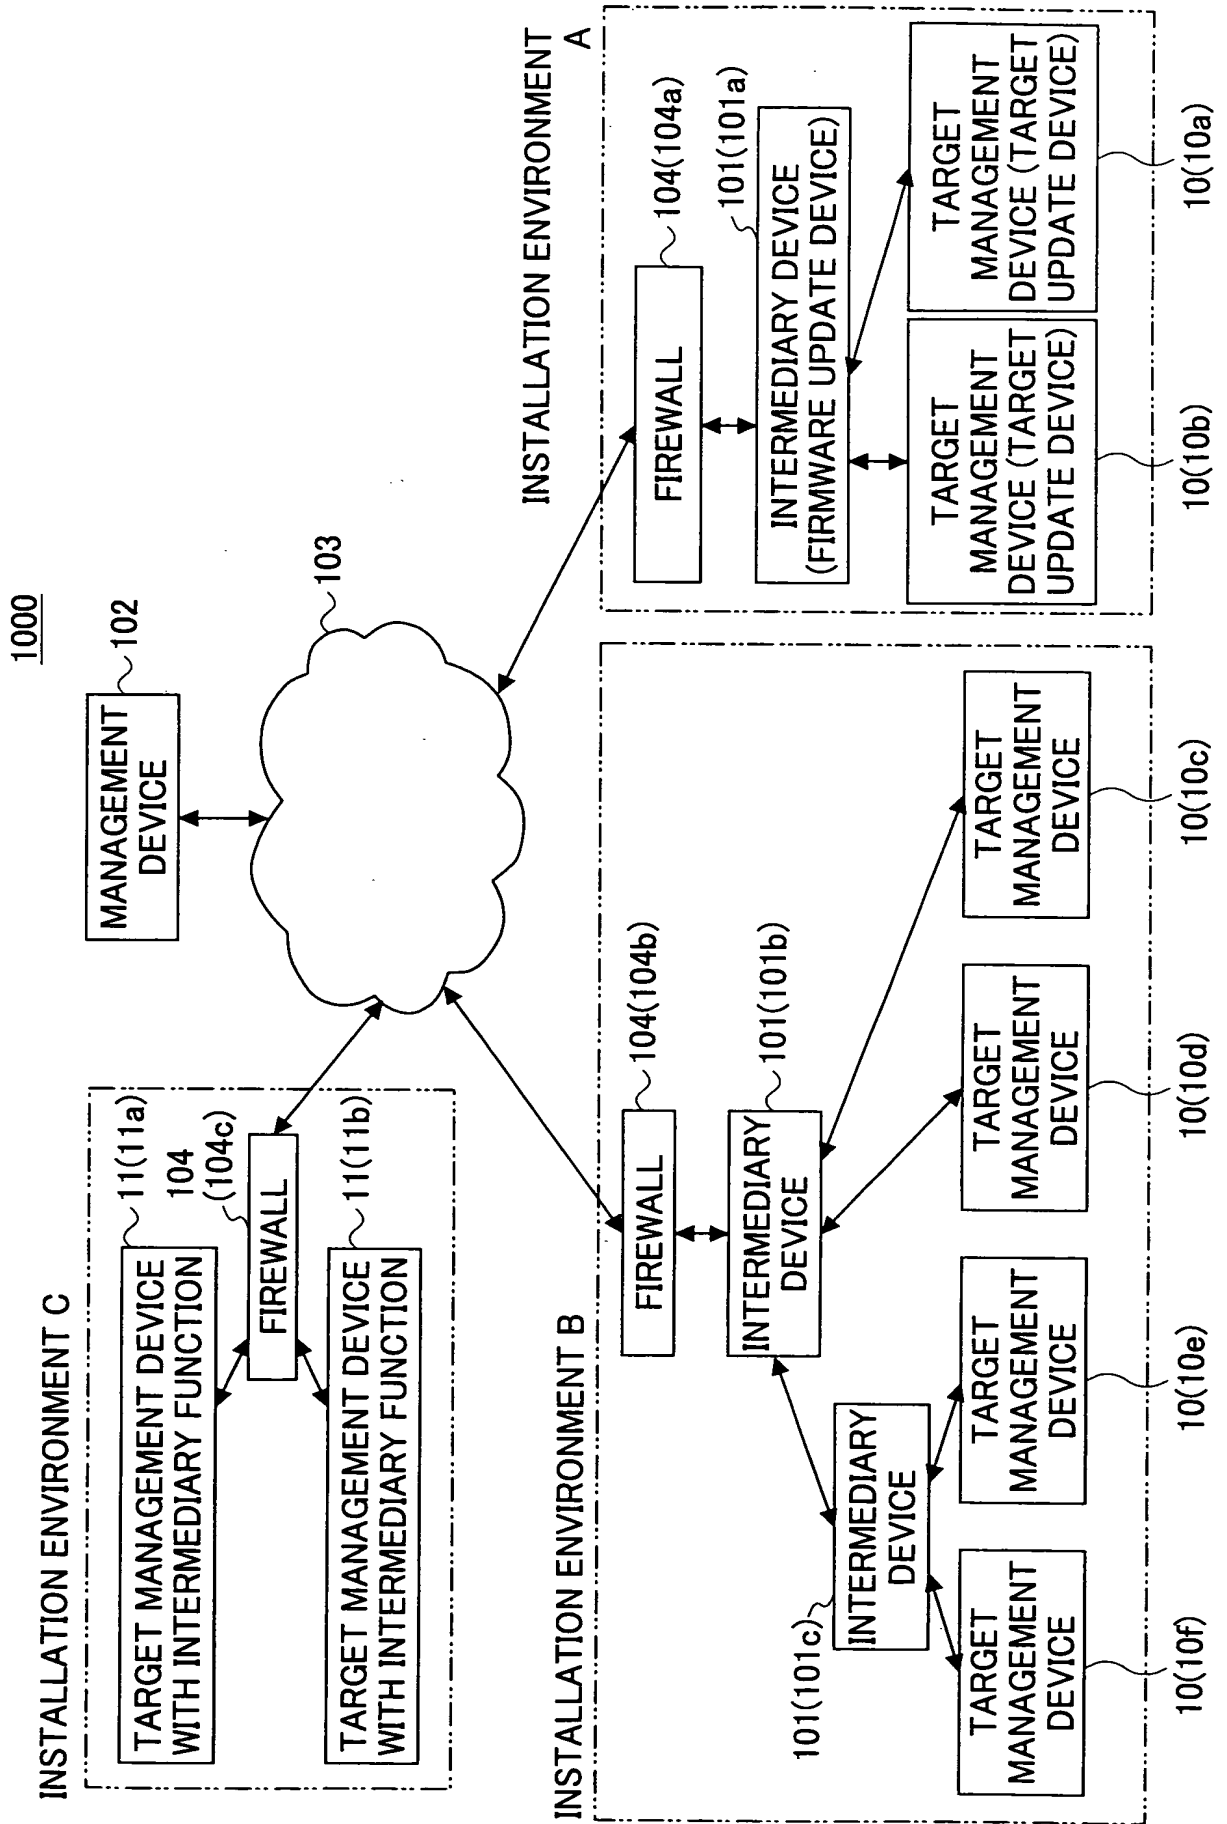 1000
MANAGEMENT
DEVICE
102
103
INSTALLATION ENVIRONMENT C
TARGET MANAGEMENT DEVICE
WITH INTERMEDIARY FUNCTION
11(11a)
104
(104c)
FIREWALL
TARGET MANAGEMENT DEVICE
WITH INTERMEDIARY FUNCTION
11(11b)
INSTALLATION ENVIRONMENT B
FIREWALL
104(104b)
INTERMEDIARY
DEVICE
101(101b)
101(101c)
INTERMEDIARY
DEVICE
TARGET
MANAGEMENT
DEVICE
10(10f)
TARGET
MANAGEMENT
DEVICE
10(10e)
TARGET
MANAGEMENT
DEVICE
10(10d)
TARGET
MANAGEMENT
DEVICE
10(10c)
INSTALLATION ENVIRONMENT
A
FIREWALL
104(104a)
INTERMEDIARY DEVICE
(FIRMWARE UPDATE DEVICE)
101(101a)
TARGET
MANAGEMENT
DEVICE (TARGET
UPDATE DEVICE)
10(10b)
TARGET
MANAGEMENT
DEVICE (TARGET
UPDATE DEVICE)
10(10a)